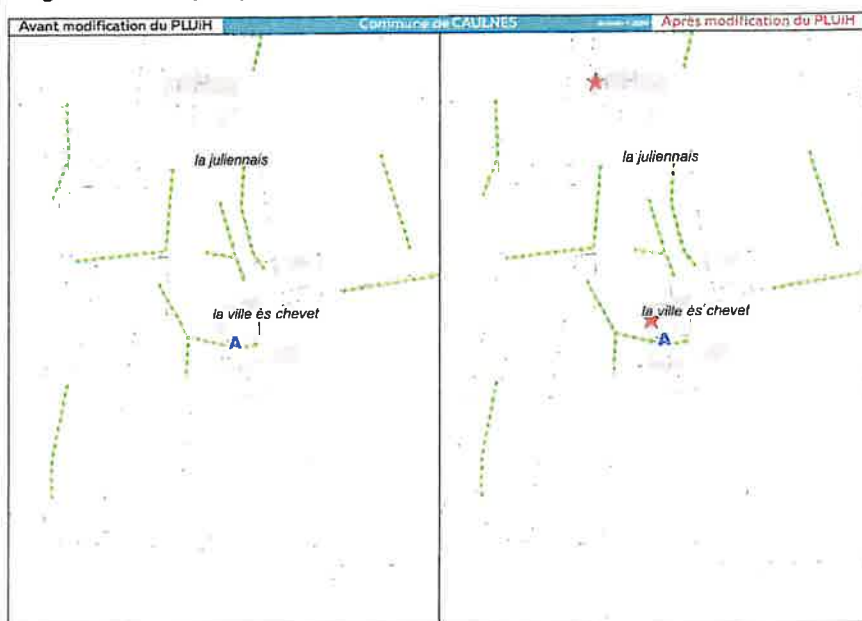 Avant modification du PLUiH
Commune de CAULNES
Après modification du PLUiH
la juliennais
la ville ès chevet
A
la juliennais
la ville ès chevet
A